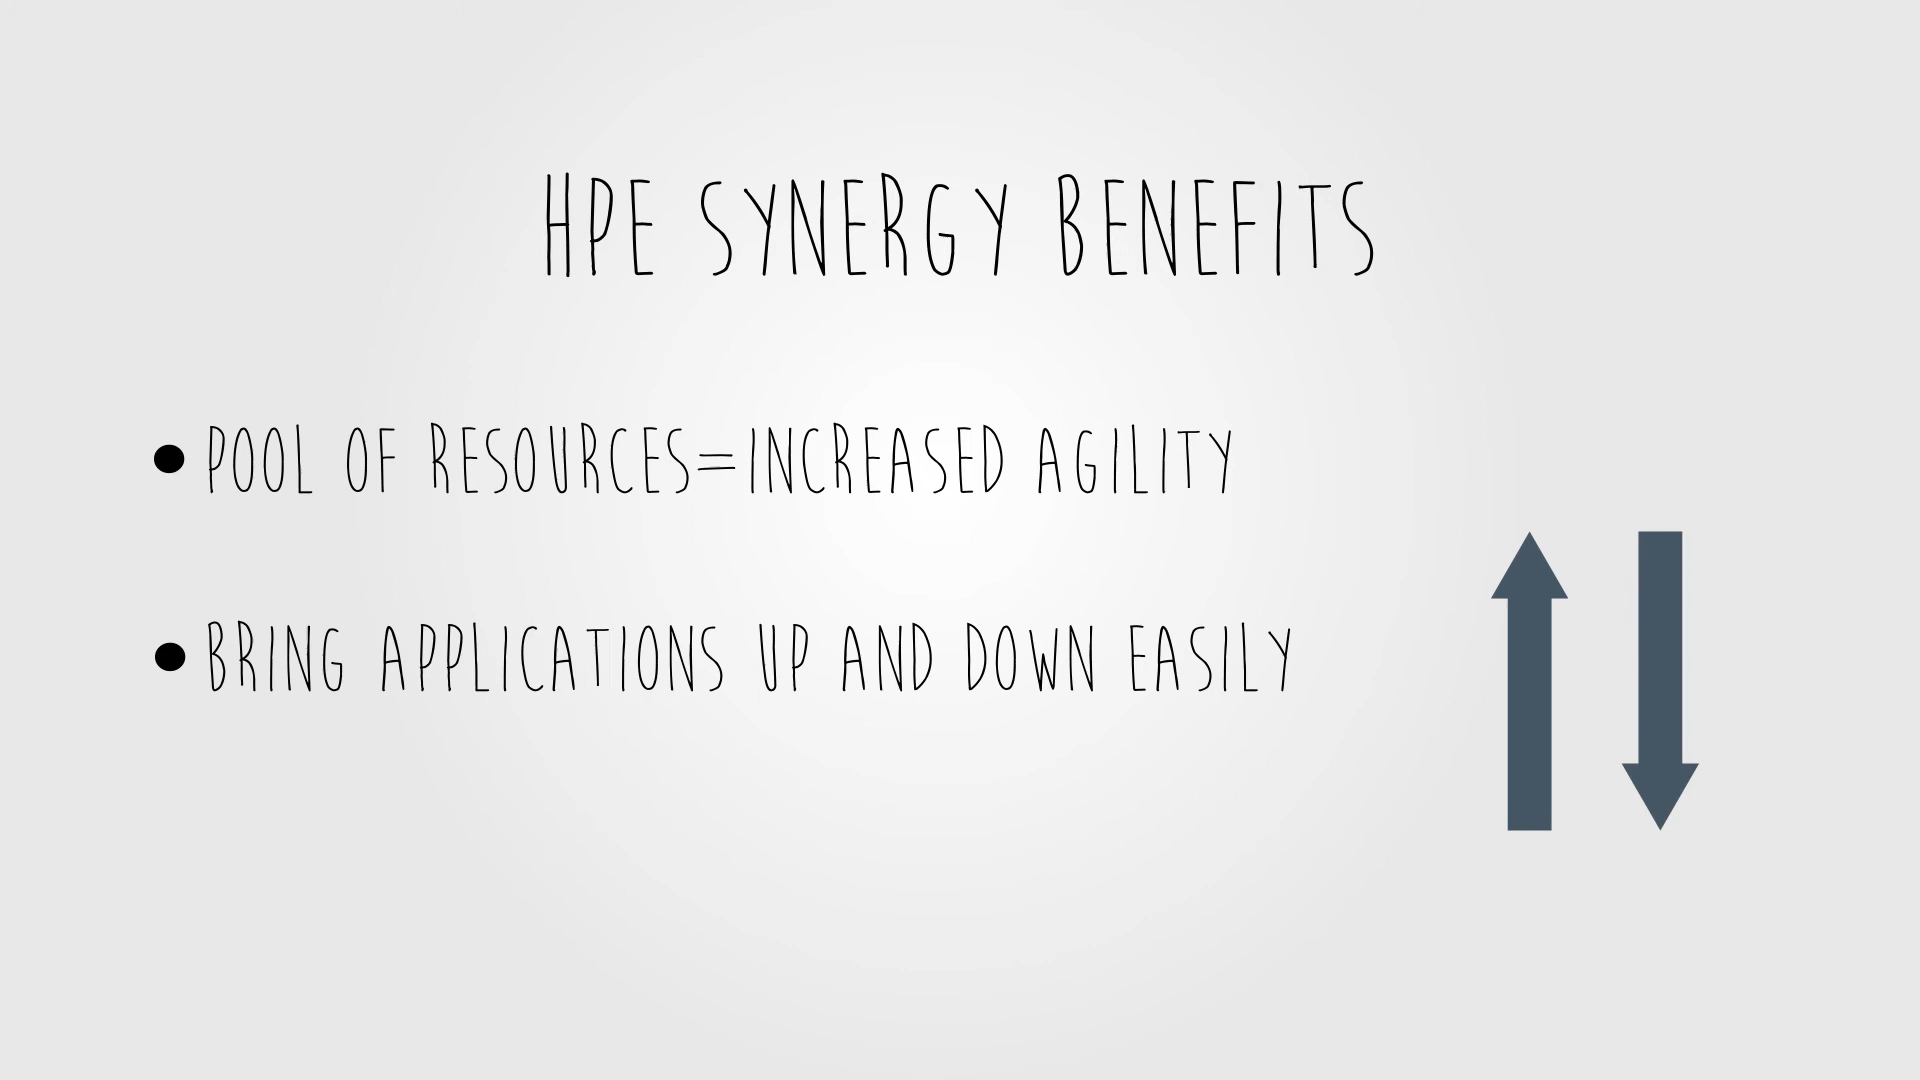 HPE SYNERGY BENEFITS
• POOL OF RESOURCES=INCREASED AGILITY
• BRING APPLICATIONS UP AND DOWN EASILY